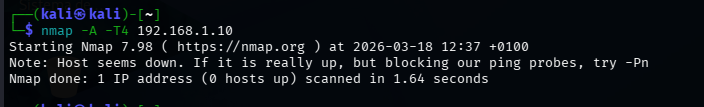 ┌──(kali㉿kali)-[~]
└─$ nmap -A -T4 192.168.1.10
Starting Nmap 7.98 ( https://nmap.org ) at 2026-03-18 12:37 +0100
Note: Host seems down. If it is really up, but blocking our ping probes, try -Pn
Nmap done: 1 IP address (0 hosts up) scanned in 1.64 seconds